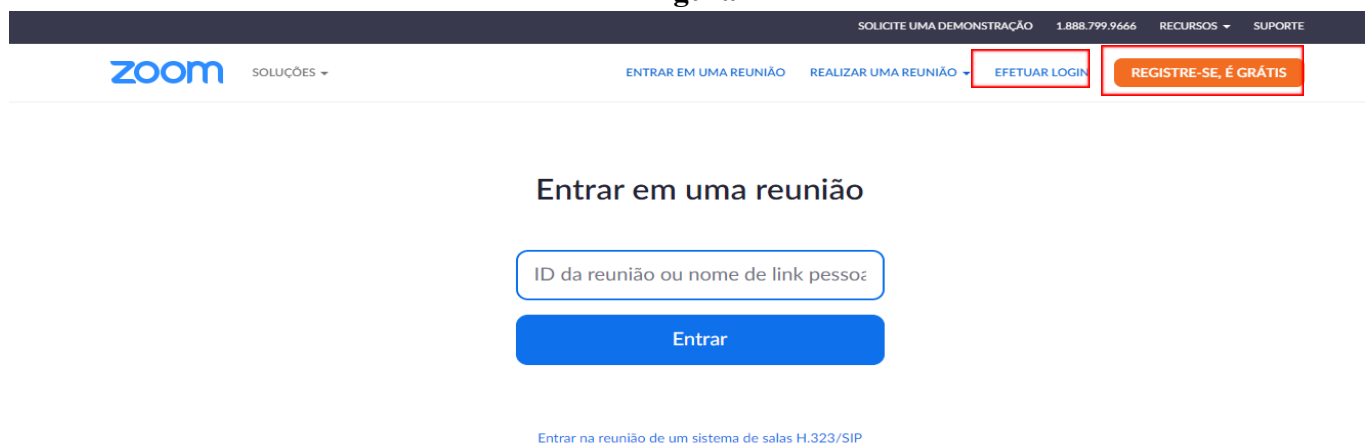 SOLICITE UMA DEMONSTRAÇÃO 1.888.799.9666 RECURSOS SUPORTE
zoom SOLUÇÕES ENTRAR EM UMA REUNIÃO REALIZAR UMA REUNIÃO EFETUAR LOGIN REGISTRE-SE, É GRÁTIS
Entrar em uma reunião
ID da reunião ou nome de link pessoa
Entrar
Entrar na reunião de um sistema de salas H.323/SIP